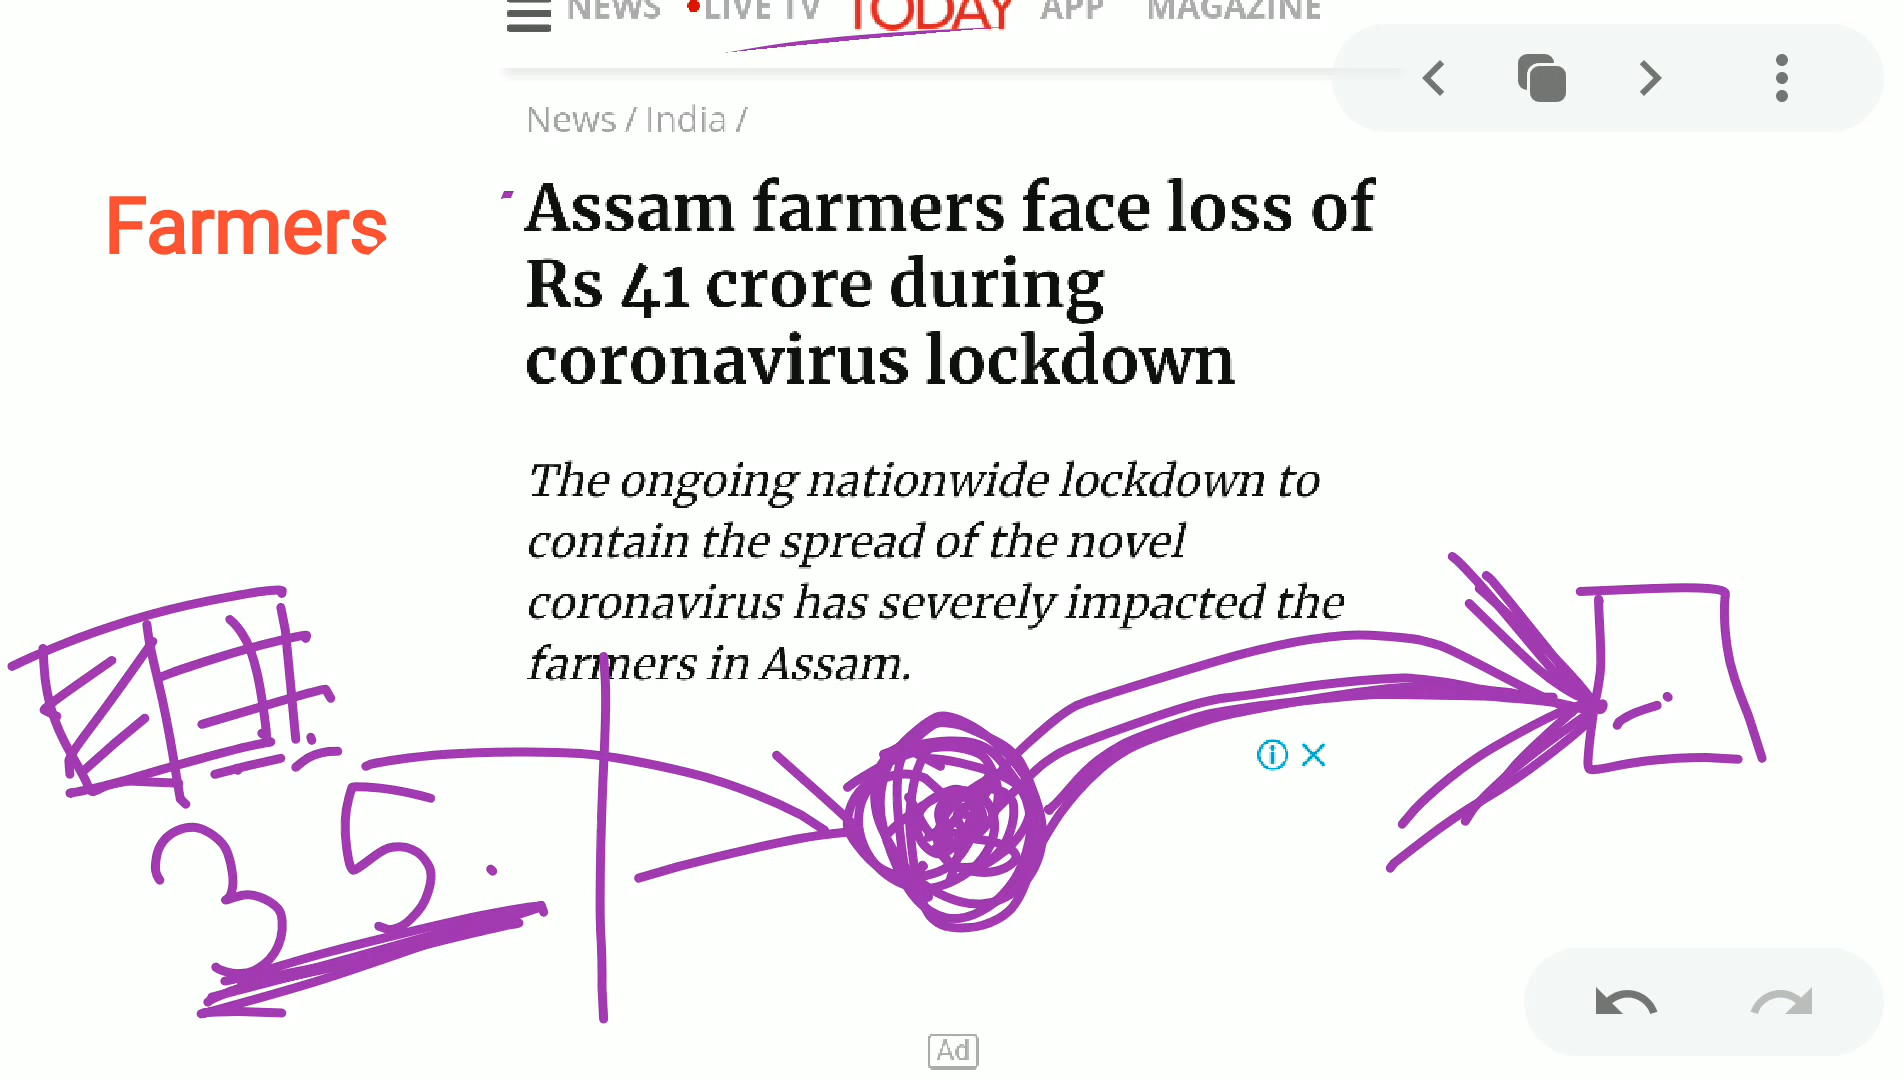 NEWS LIVE TV TODAY APP MAGAZINE
News / India /
Farmers
Assam farmers face loss of
Rs 41 crore during
coronavirus lockdown
The ongoing nationwide lockdown to
contain the spread of the novel
coronavirus has severely impacted the
farmers in Assam.
35.
Ad